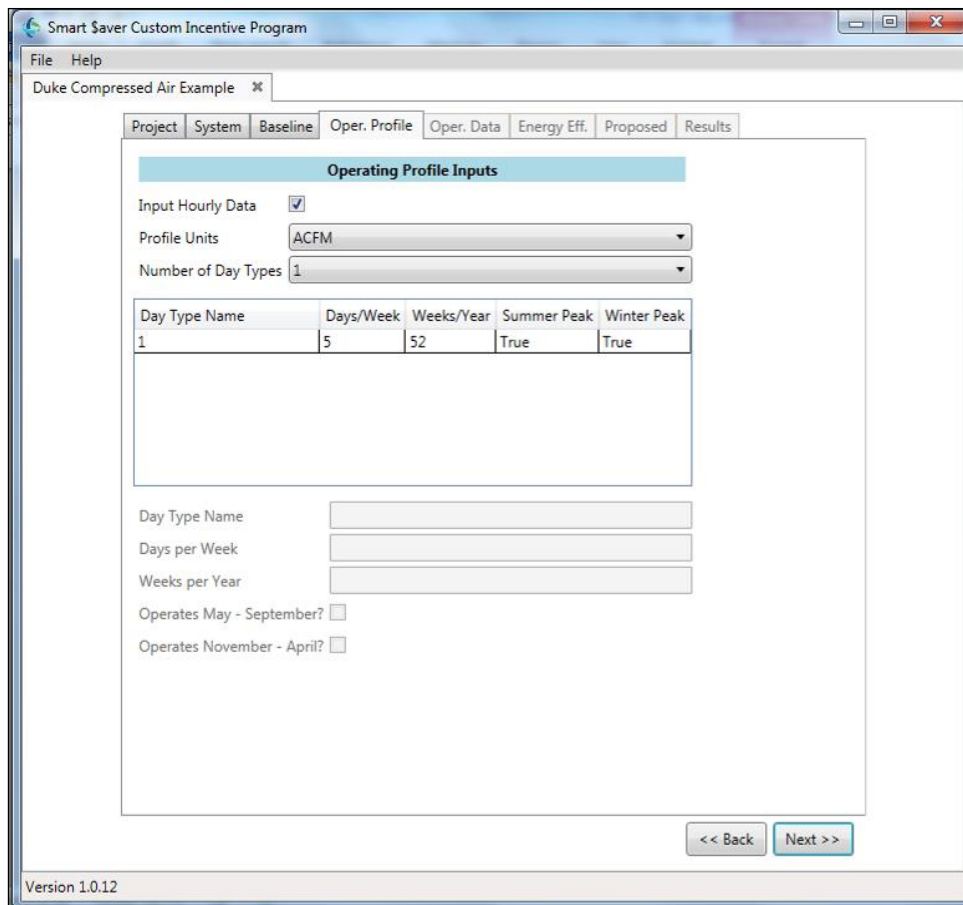 Smart $aver Custom Incentive Program
File Help
Duke Compressed Air Example
Project System Baseline Oper. Profile Oper. Data Energy Eff. Proposed Results
Operating Profile Inputs
Input Hourly Data
Profile Units ACFM
Number of Day Types 1
Day Type Name Days/Week Weeks/Year Summer Peak Winter Peak
1 5 52 True True
Day Type Name
Days per Week
Weeks per Year
Operates May - September?
Operates November - April?
<< Back Next >>
Version 1.0.12